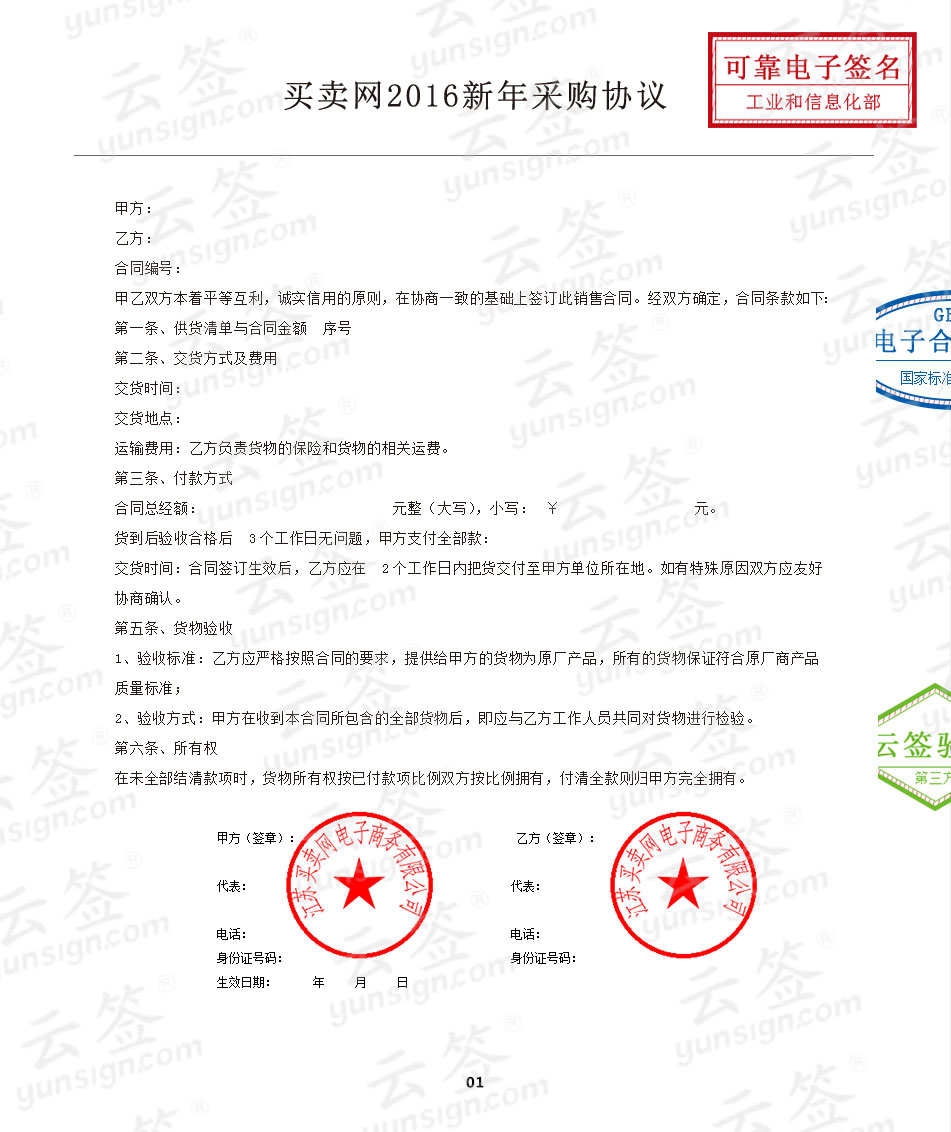 买卖网2016新年采购协议
可靠电子签名
工业和信息化部
甲方：
乙方：
合同编号：
甲乙双方本着平等互利，诚实信用的原则，在协商一致的基础上签订此销售合同。经双方确定，合同条款如下：
第一条、供货清单与合同金额 序号
第二条、交货方式及费用
交货时间：
交货地点：
运输费用：乙方负责货物的保险和货物的相关运费。
第三条、付款方式
合同总经额： 元整（大写），小写： ￥ 元。
货到后验收合格后 3个工作日无问题，甲方支付全部款：
交货时间：合同签订生效后，乙方应在 2个工作日内把货交付至甲方单位所在地。如有特殊原因双方应友好
协商确认。
第五条、货物验收
1、验收标准：乙方应严格按照合同的要求，提供给甲方的货物为原厂产品，所有的货物保证符合原厂商产品
质量标准；
2、验收方式：甲方在收到本合同所包含的全部货物后，即应与乙方工作人员共同对货物进行检验。
第六条、所有权
在未全部结清款项时，货物所有权按已付款项比例双方按比例拥有，付清全款则归甲方完全拥有。
电子合
国家标准
云签验
第三方
甲方（签章）： 乙方（签章）：
江苏买卖网电子商务有限公司
江苏买卖网电子商务有限公司
代表： 代表：
电话： 电话：
身份证号码： 身份证号码：
生效日期： 年 月 日
01
云签®
yunsign.com